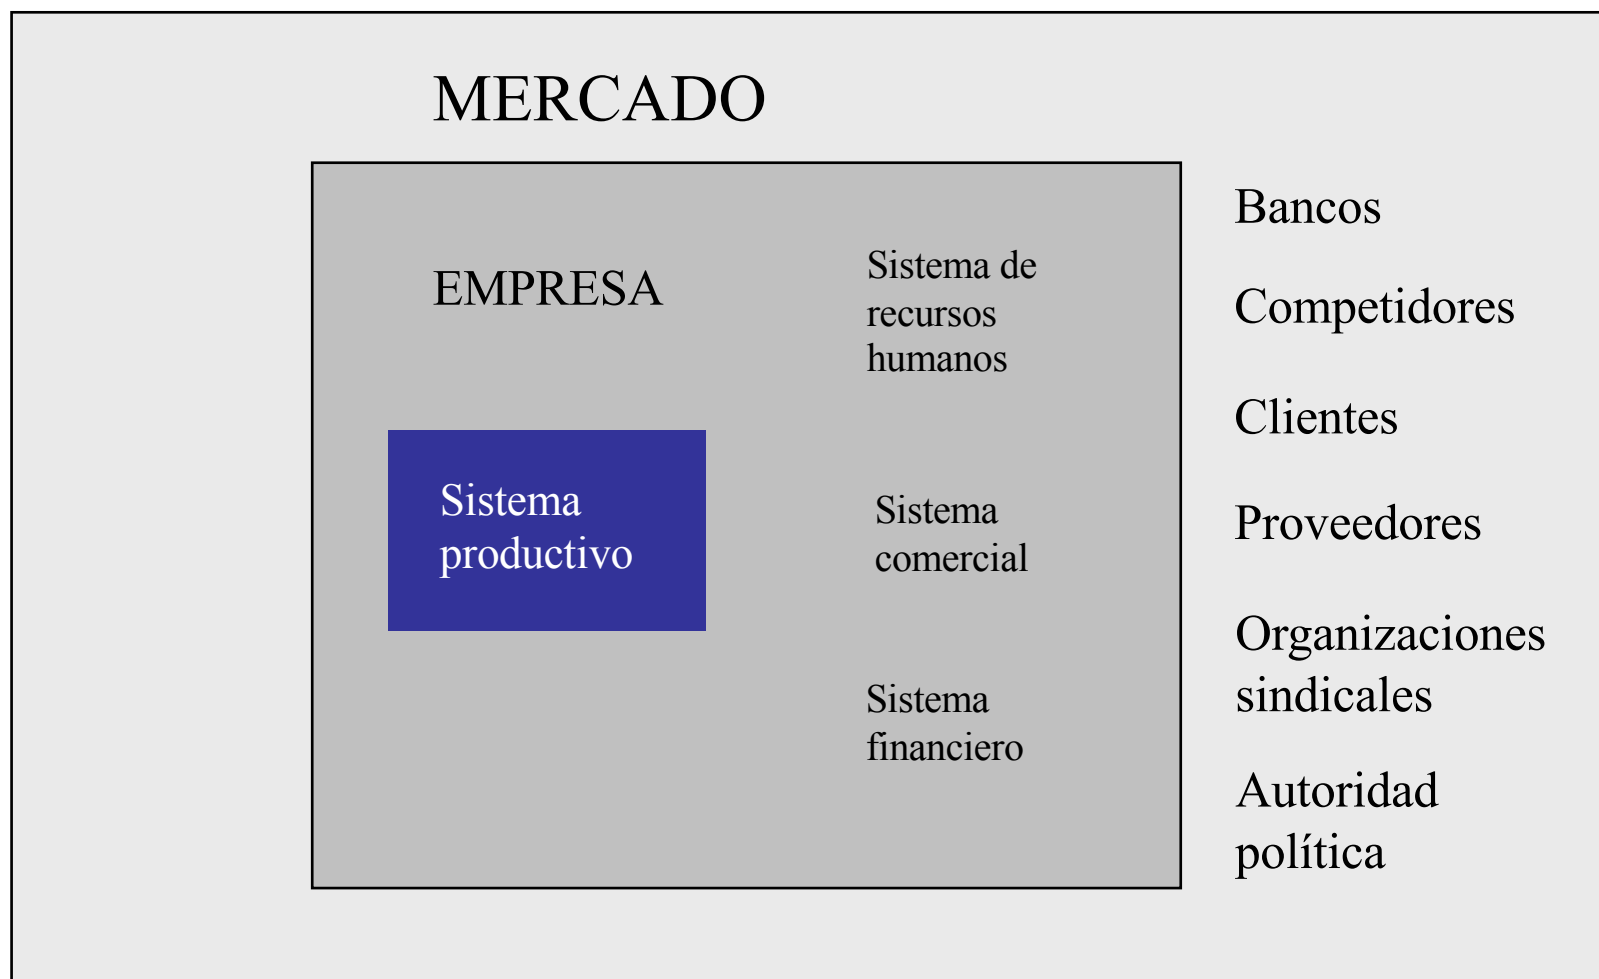 MERCADO
EMPRESA
Sistema
productivo
Sistema de
recursos
humanos
Sistema
comercial
Sistema
financiero
Bancos
Competidores
Clientes
Proveedores
Organizaciones
sindicales
Autoridad
política